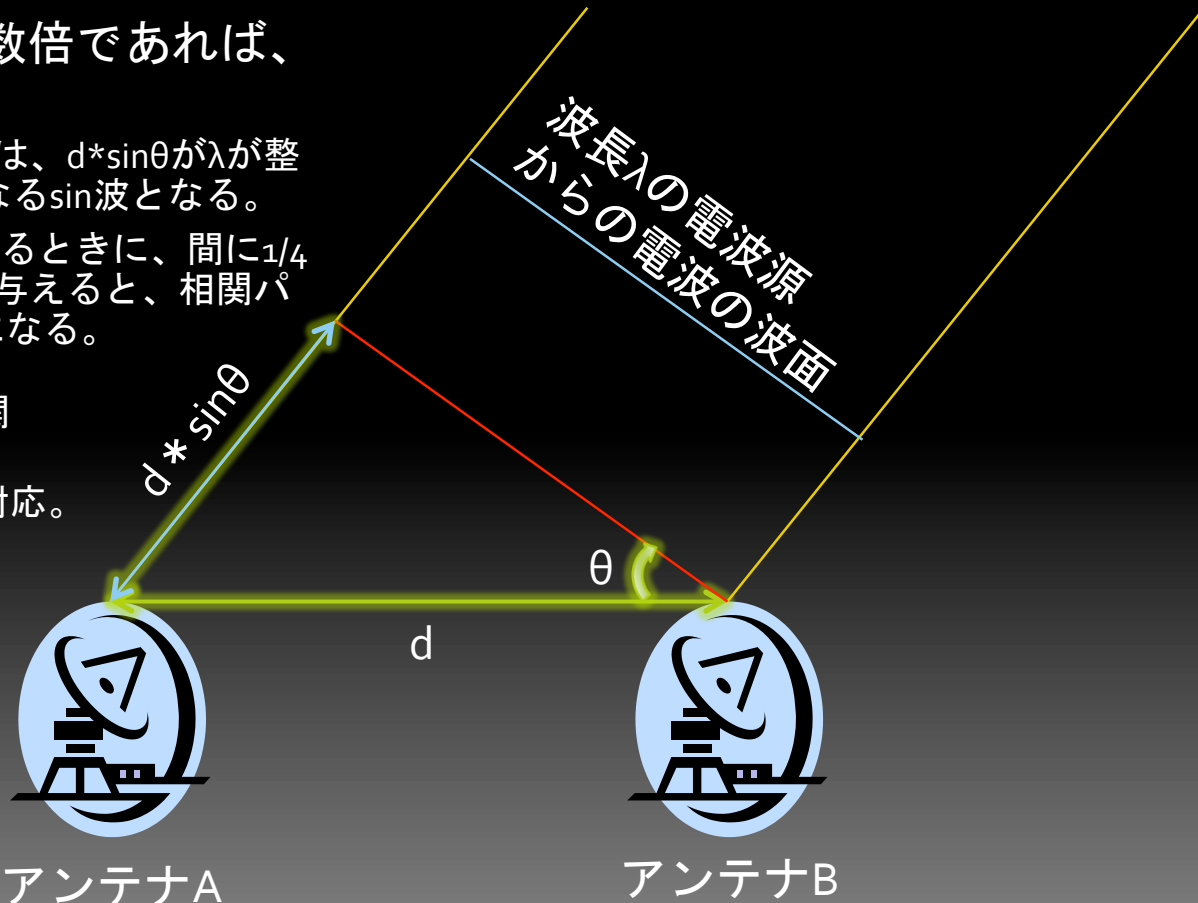 数倍であれば、
は、d*sinθがλが整
なるsin波となる。
るときに、間に1/4
与えると、相関パ
なる。
関
対応。
波長λの電波源
からの電波の波面
d * sinθ
θ
d
アンテナA
アンテナB